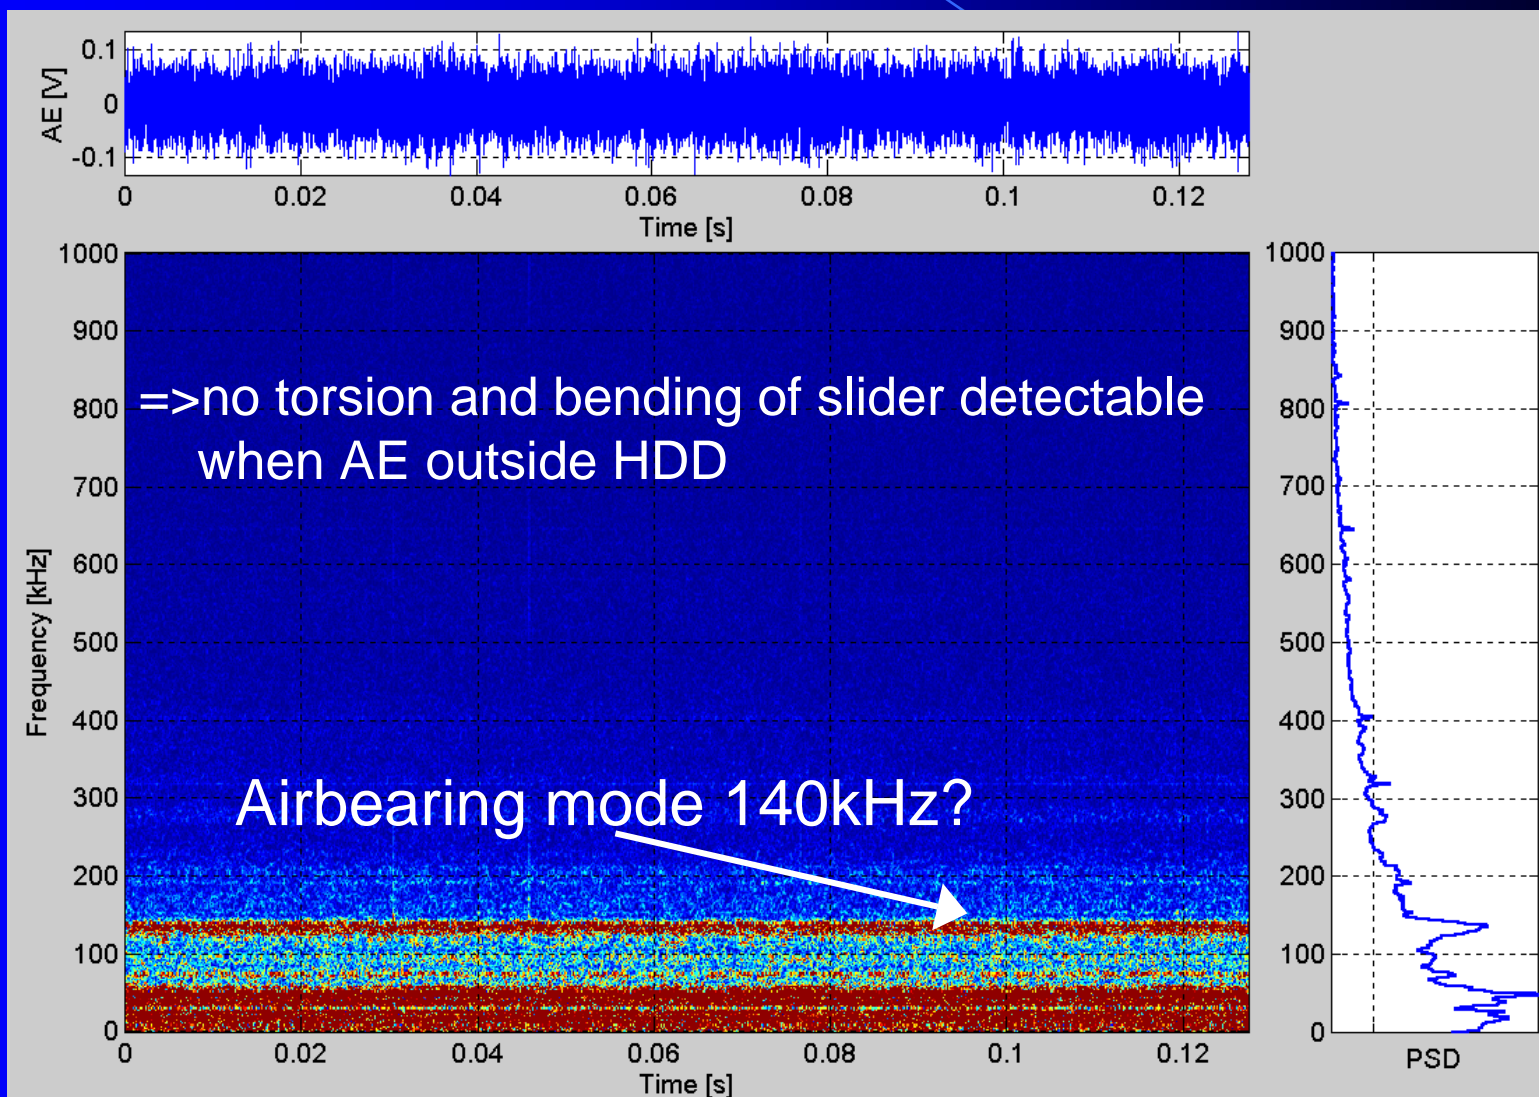 0.1
0
-0.1
AE [V]
0 0.02 0.04 0.06 0.08 0.1 0.12
Time [s]
1000
900
800
700
600
500
400
300
200
100
0
Frequency [kHz]
=>no torsion and bending of slider detectable
when AE outside HDD
Airbearing mode 140kHz?
0 0.02 0.04 0.06 0.08 0.1 0.12
Time [s]
1000
900
800
700
600
500
400
300
200
100
0
PSD